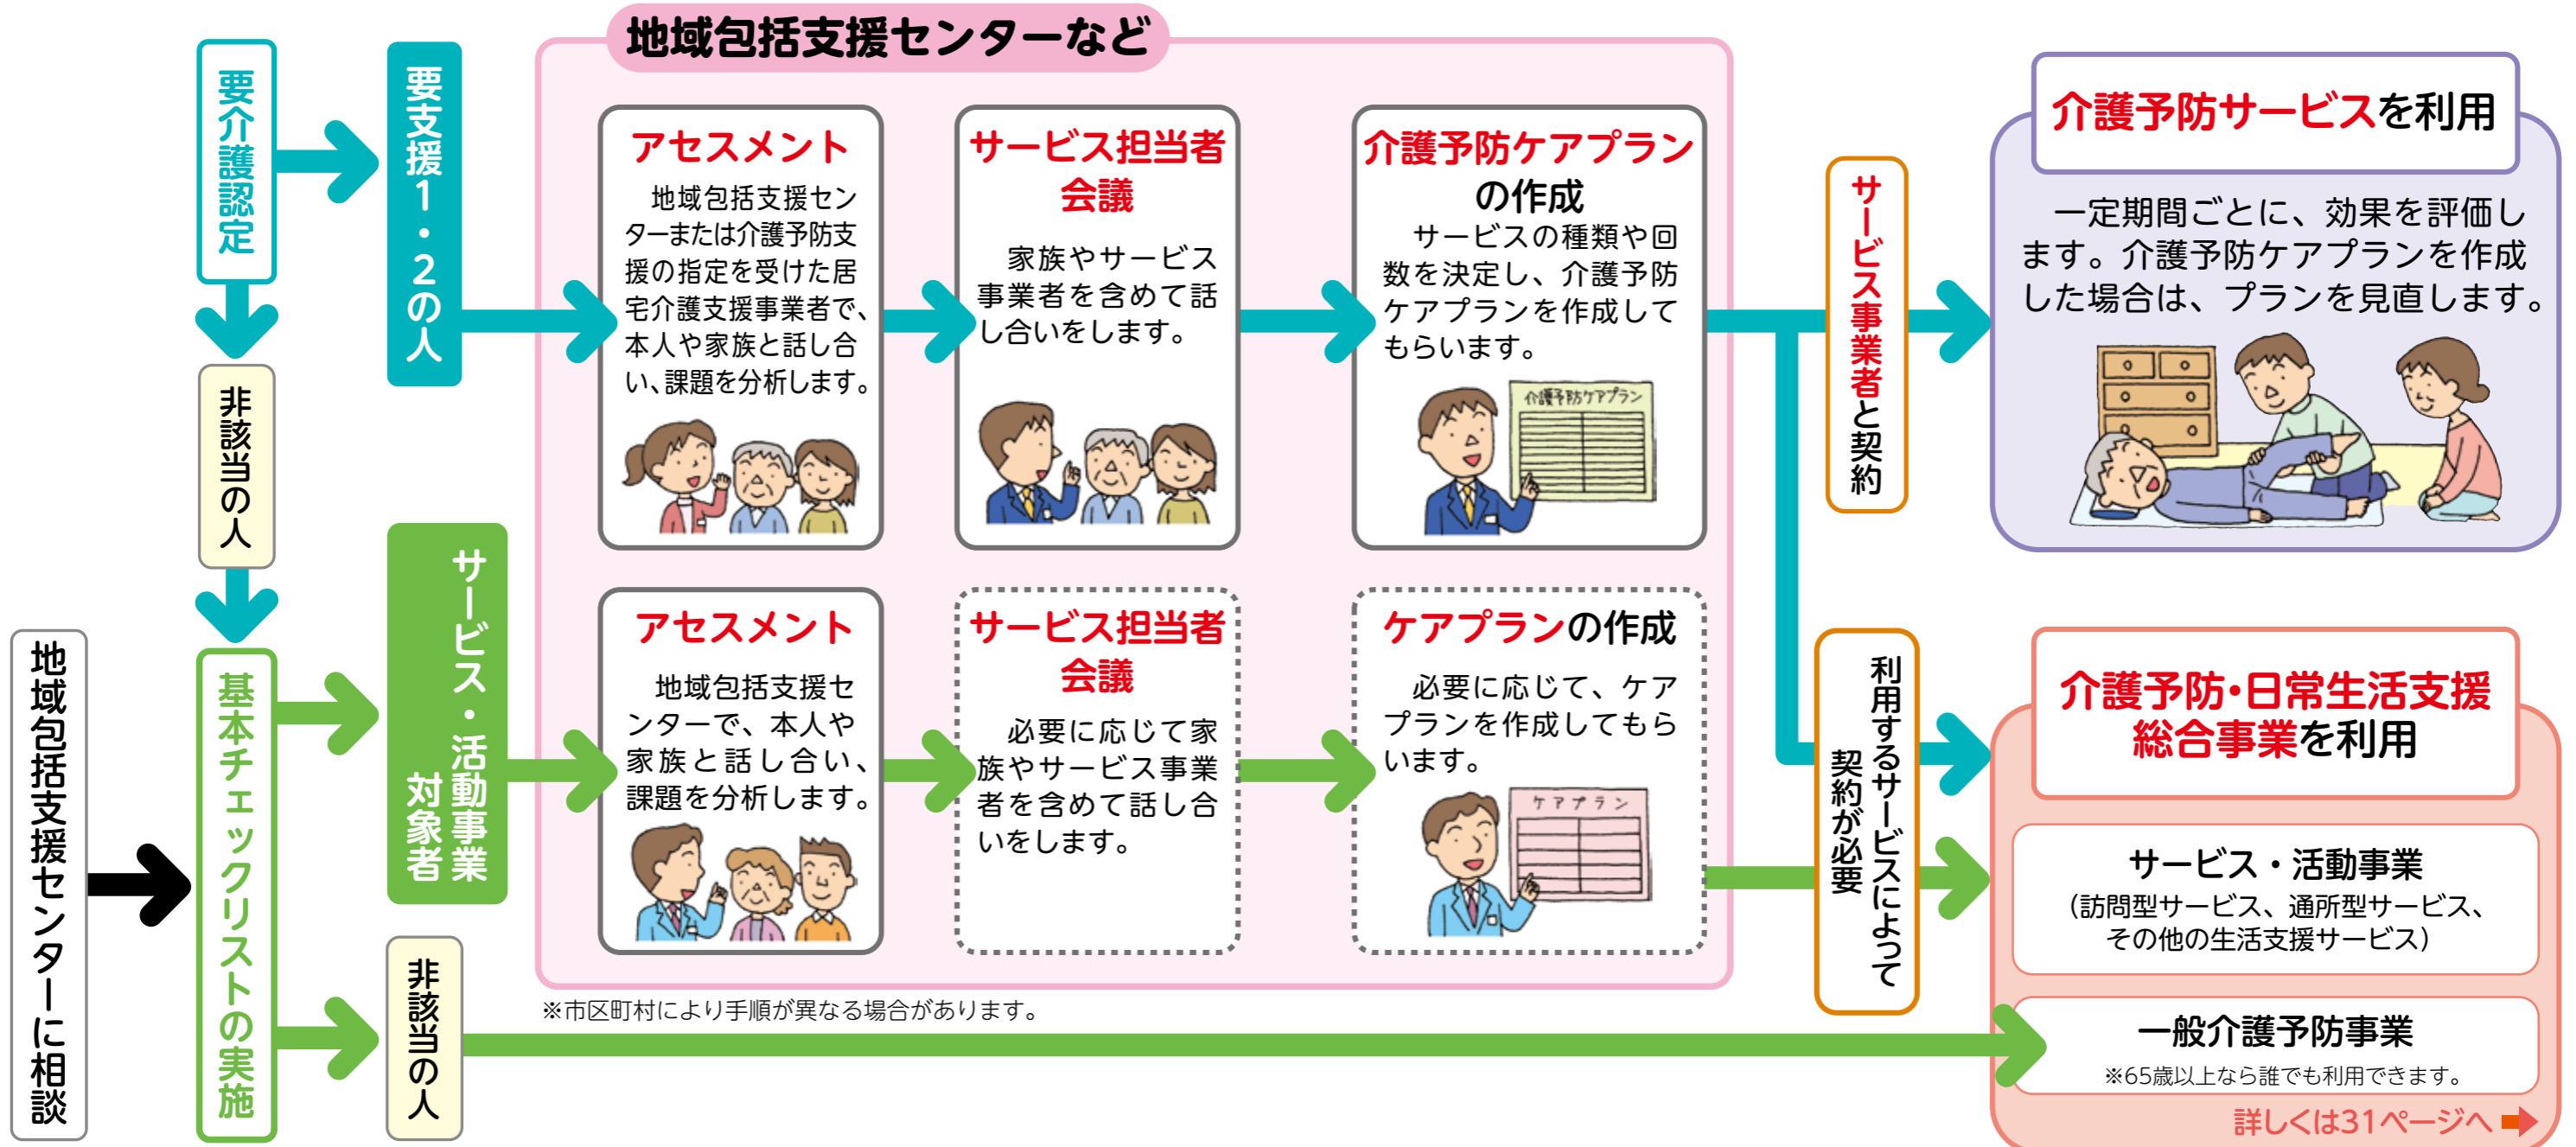 地域包括支援センターなど
要介護認定
要支援1・2の人
非該当の人
地域包括支援センターに相談
基本チェックリストの実施
サービス・活動事業
対象者
非該当の人
アセスメント
地域包括支援セン
ターまたは介護予防支
援の指定を受けた居
宅介護支援事業者で、
本人や家族と話し合
い、課題を分析します。
サービス担当者
会議
家族やサービス
事業者を含めて話
し合いをします。
介護予防ケアプラン
の作成
サービスの種類や回
数を決定し、介護予防
ケアプランを作成して
もらいます。
介護予防ケアプラン
アセスメント
地域包括支援セ
ンターで、本人や
家族と話し合い、
課題を分析します。
サービス担当者
会議
必要に応じて家
族やサービス事業
者を含めて話し合
いをします。
ケアプランの作成
必要に応じて、ケア
プランを作成してもら
います。
ケアプラン
※市区町村により手順が異なる場合があります。
サービス事業者と契約
利用するサービスによって
契約が必要
介護予防サービスを利用
一定期間ごとに、効果を評価し
ます。介護予防ケアプランを作成
した場合は、プランを見直します。
介護予防・日常生活支援
総合事業を利用
サービス・活動事業
(訪問型サービス、通所型サービス、
その他の生活支援サービス)
一般介護予防事業
※65歳以上なら誰でも利用できます。
詳しくは31ページへ